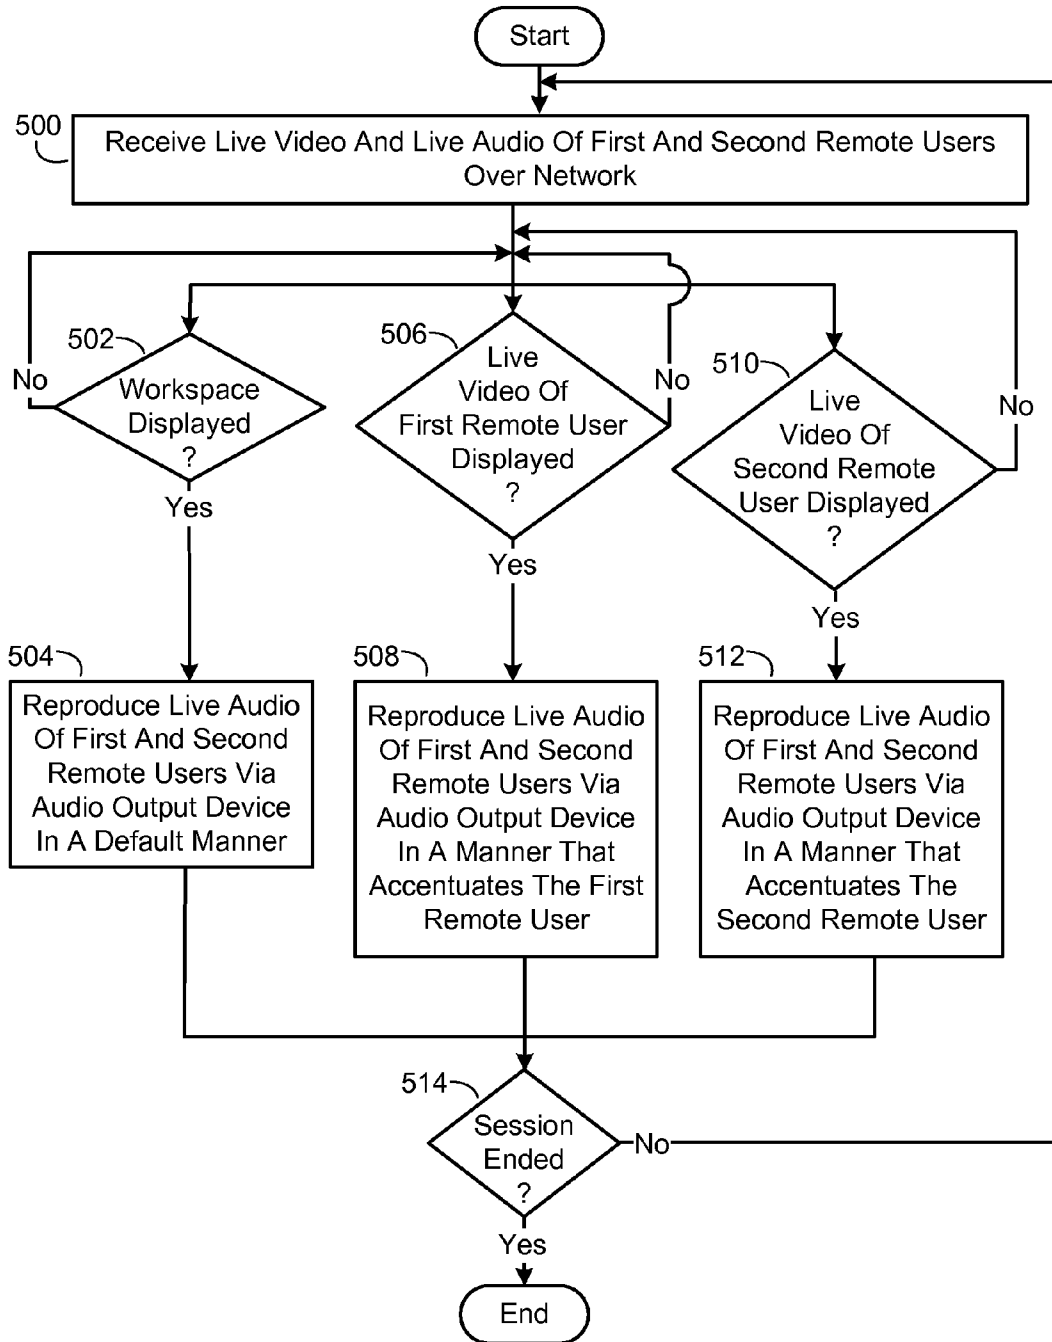 Start
500
Receive Live Video And Live Audio Of First And Second Remote Users
Over Network
502
No
Workspace
Displayed
?
Yes
506
Live
Video Of
First Remote User
Displayed
?
No
Yes
510
Live
Video Of
Second Remote
User Displayed
?
No
Yes
504
Reproduce Live Audio
Of First And Second
Remote Users Via
Audio Output Device
In A Default Manner
508
Reproduce Live Audio
Of First And Second
Remote Users Via
Audio Output Device
In A Manner That
Accentuates The First
Remote User
512
Reproduce Live Audio
Of First And Second
Remote Users Via
Audio Output Device
In A Manner That
Accentuates The
Second Remote User
514
Session
Ended
?
No
Yes
End